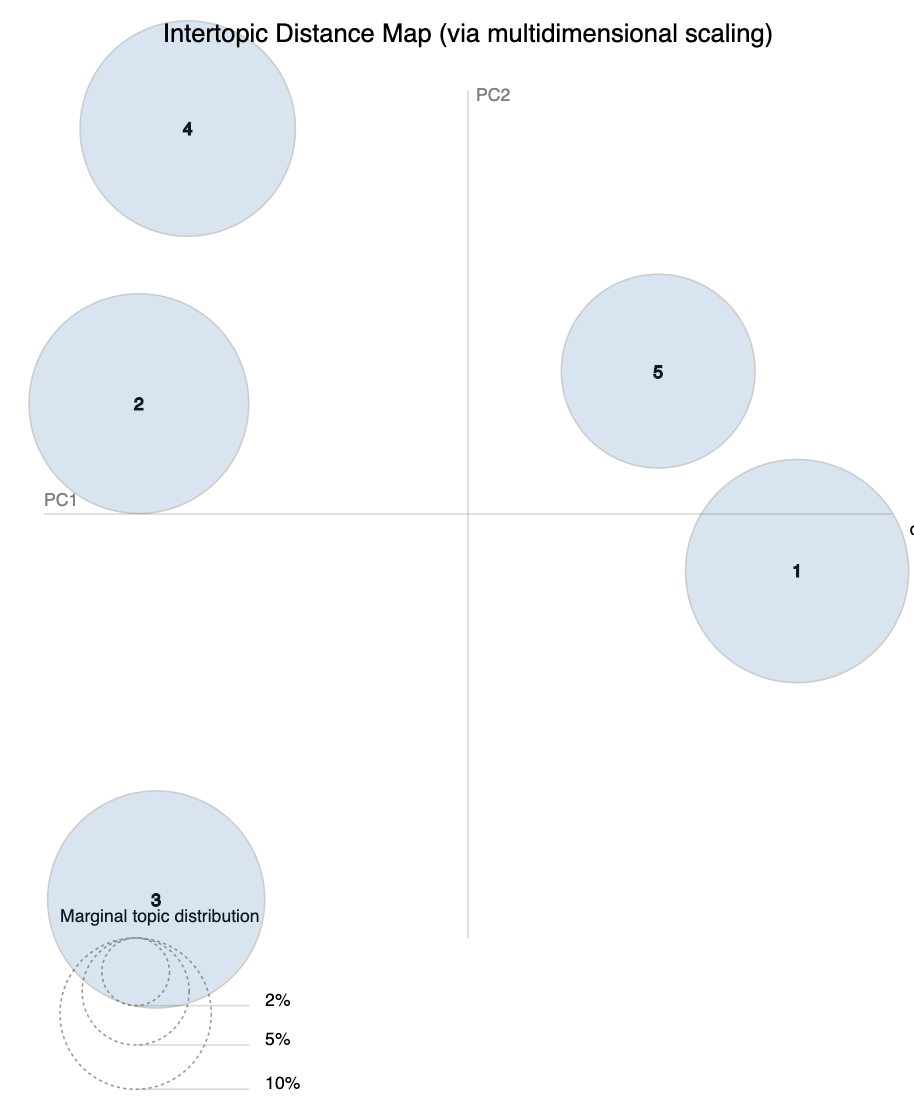 Intertopic Distance Map (via multidimensional scaling)
PC2
4
5
2
PC1
1
3
Marginal topic distribution
2%
5%
10%